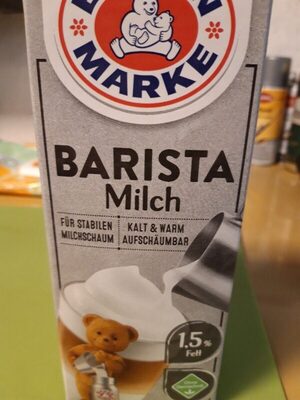 MARKE
BARISTA
Milch
FÜR STABILEN
MILCHSCHAUM
KALT & WARM
AUFSCHÄUMBAR
1.5%
Fett